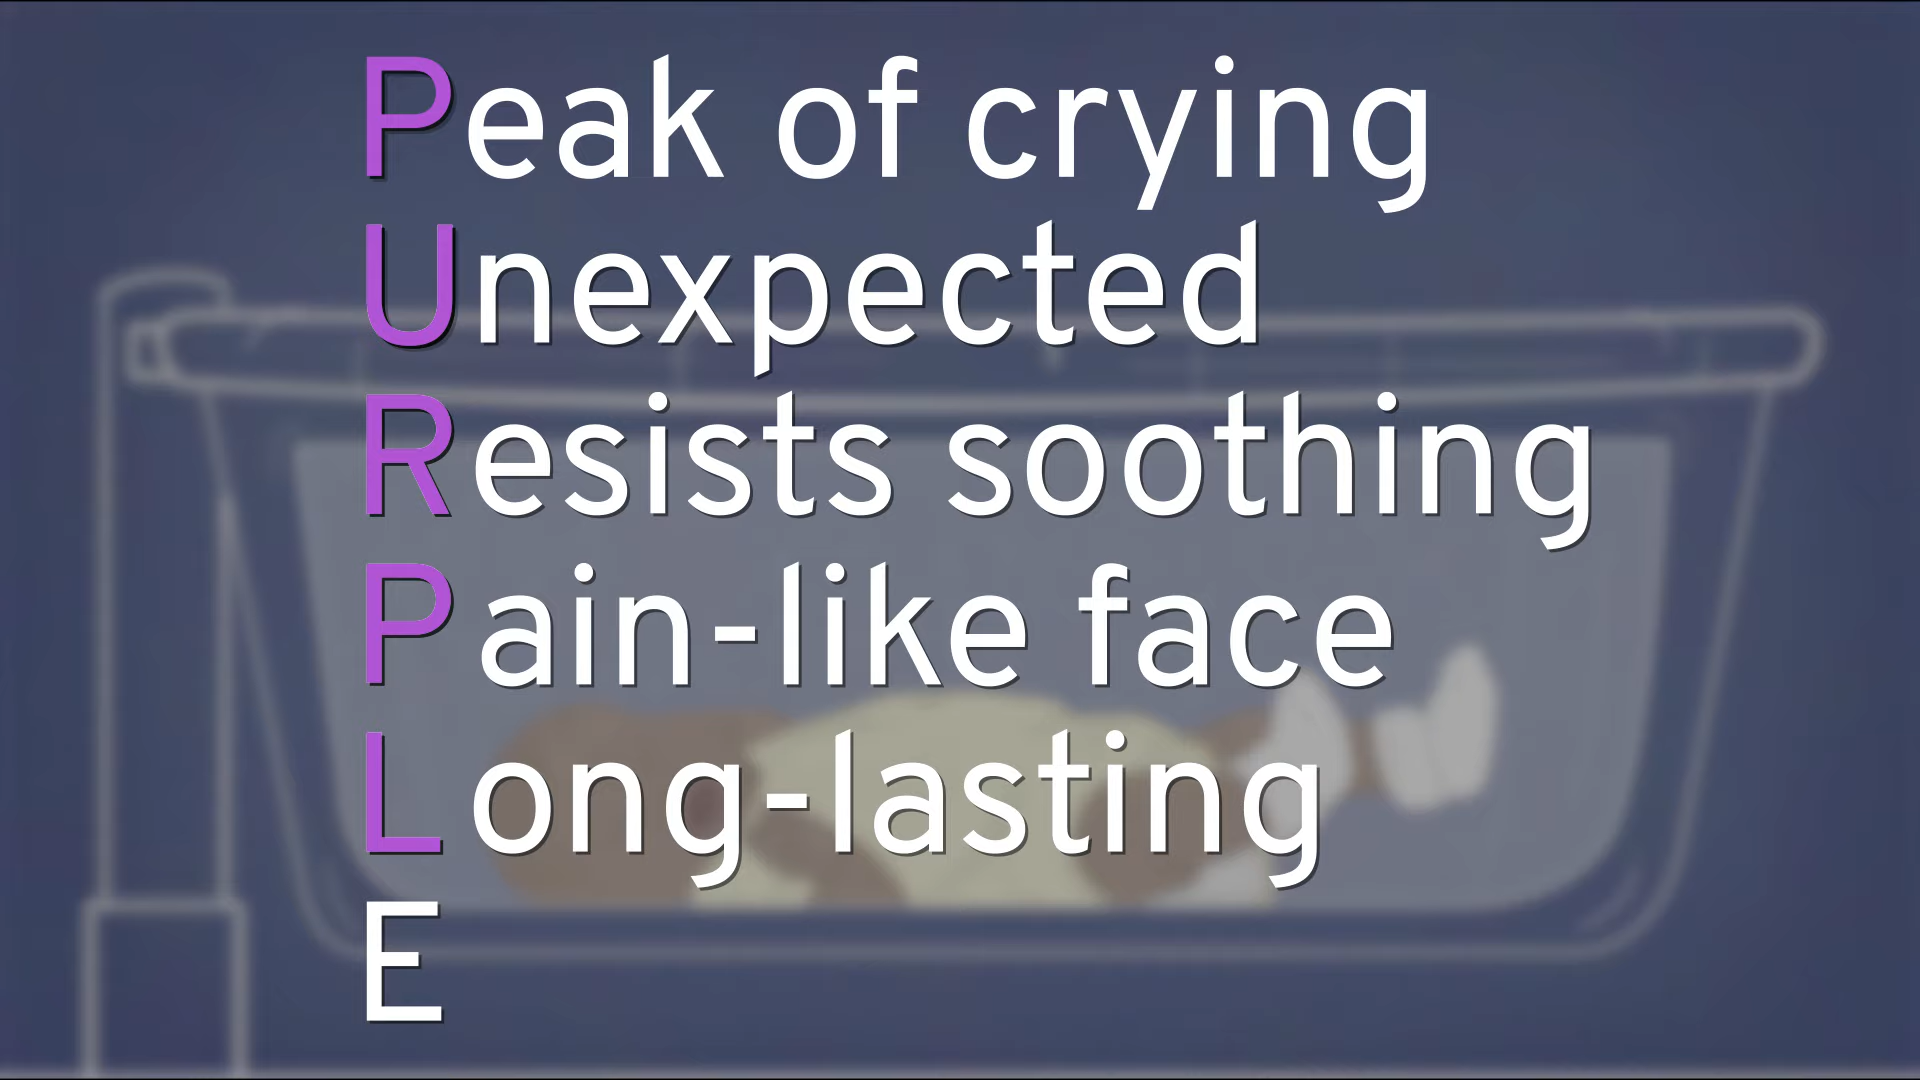 Peak of crying
Unexpected
Resists soothing
Pain-like face
Long-lasting
E